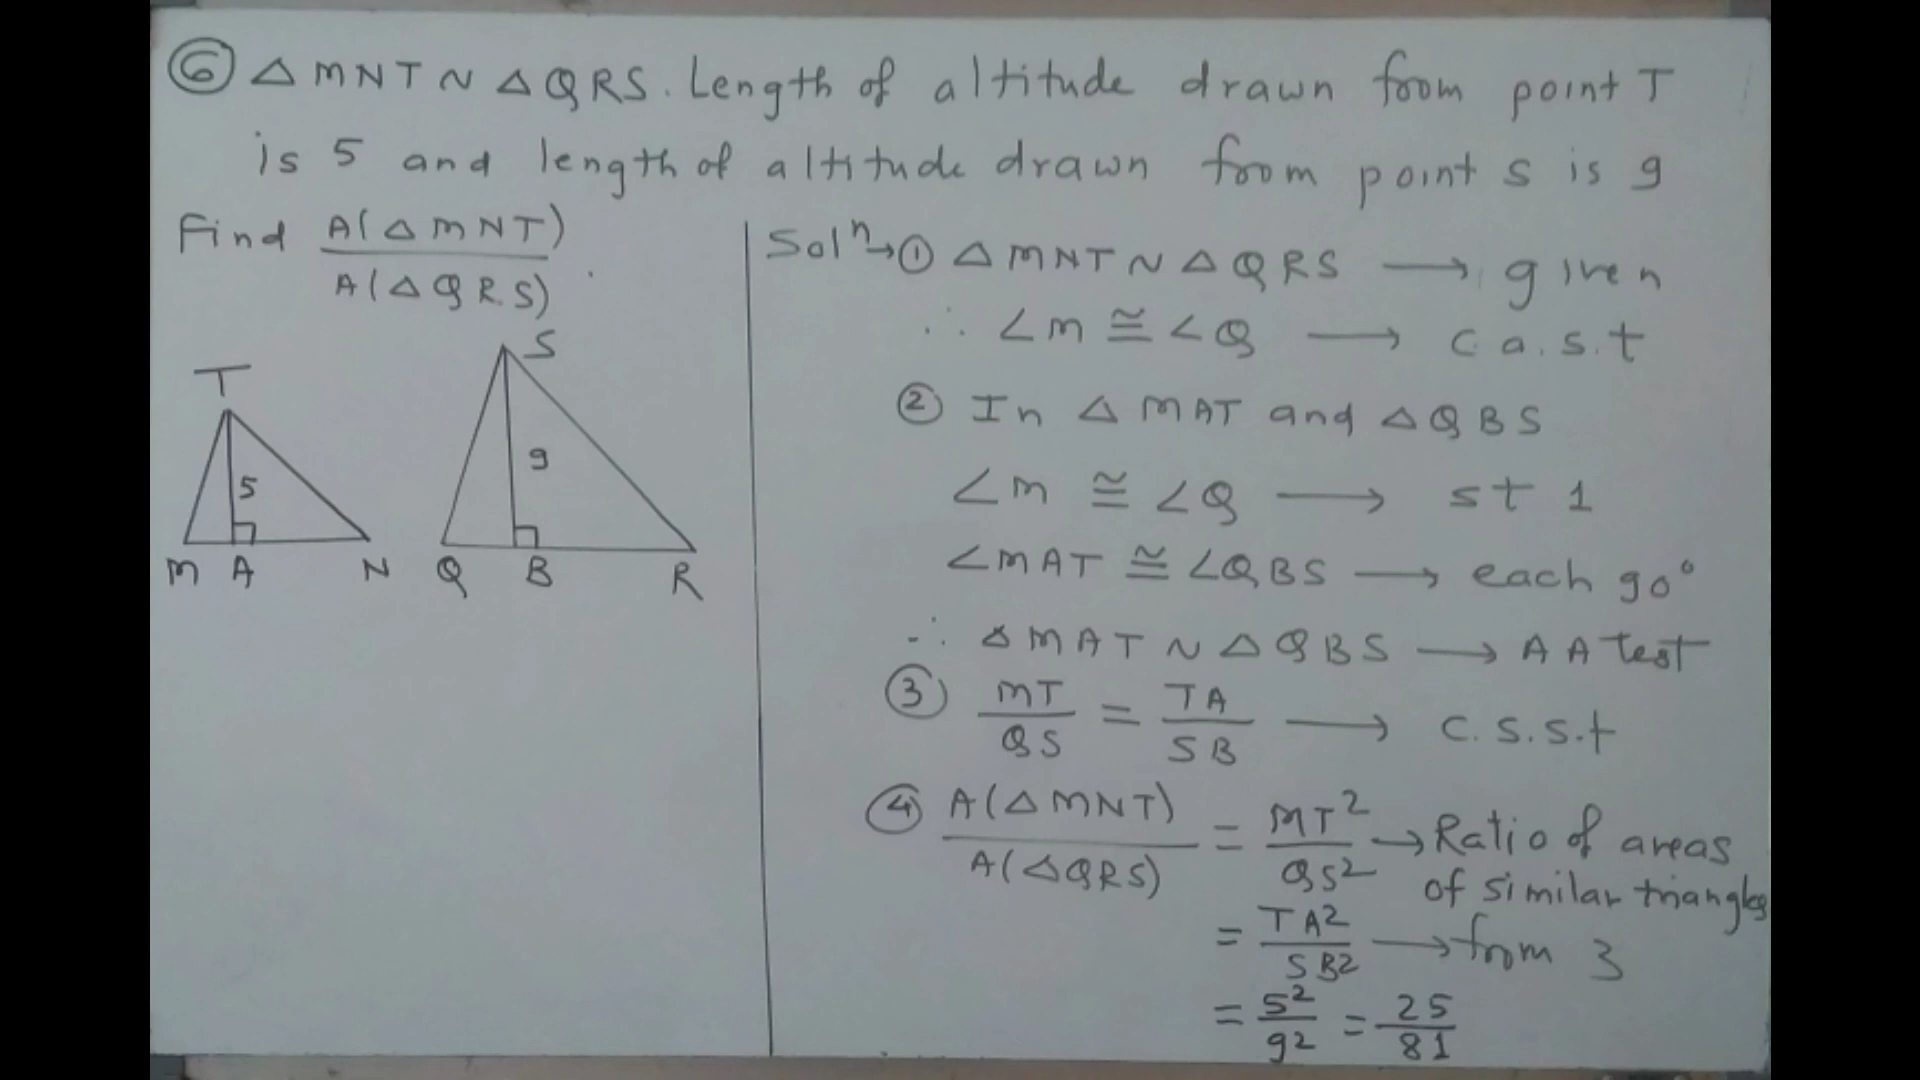 ⑥ △MNT ~ △QRS. Length of altitude drawn from point T
is 5 and length of altitude drawn from point S is 9
Find A(△MNT)
A(△QRS).
T
5
M A N
S
9
Q B R
Solⁿ→① △MNT ~ △QRS ⟶ given
∴ ∠M ≅ ∠Q ⟶ c.a.s.t
② In △MAT and △QBS
∠M ≅ ∠Q ⟶ st 1
∠MAT ≅ ∠QBS ⟶ each 90°
∴ △MAT ~ △QBS ⟶ AA test
③ MT/QS = TA/SB ⟶ c.s.s.t
④ A(△MNT)/A(△QRS) = MT²/QS² → Ratio of areas
of similar triangles
= TA²/SB² ⟶ from 3
= 5²/9² = 25/81